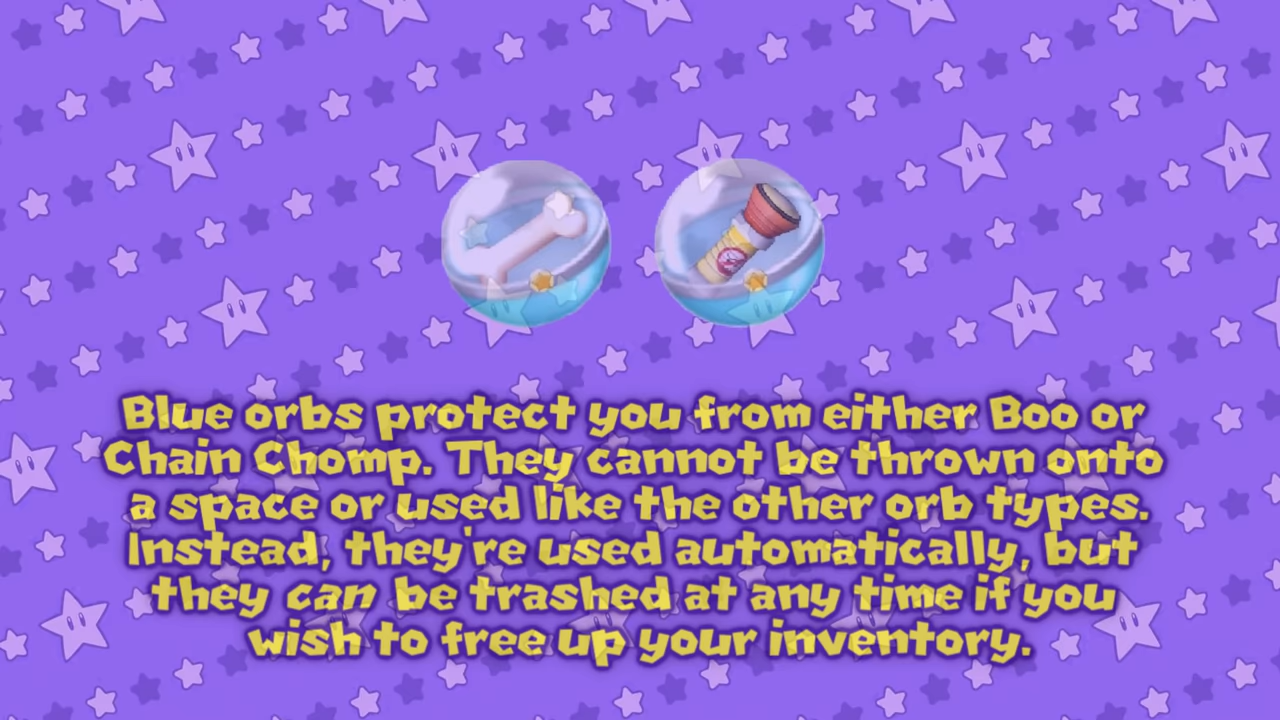 Blue orbs protect you from either Boo or
Chain Chomp. They cannot be thrown onto
a space or used like the other orb types.
Instead, they're used automatically, but
they can be trashed at any time if you
wish to free up your inventory.